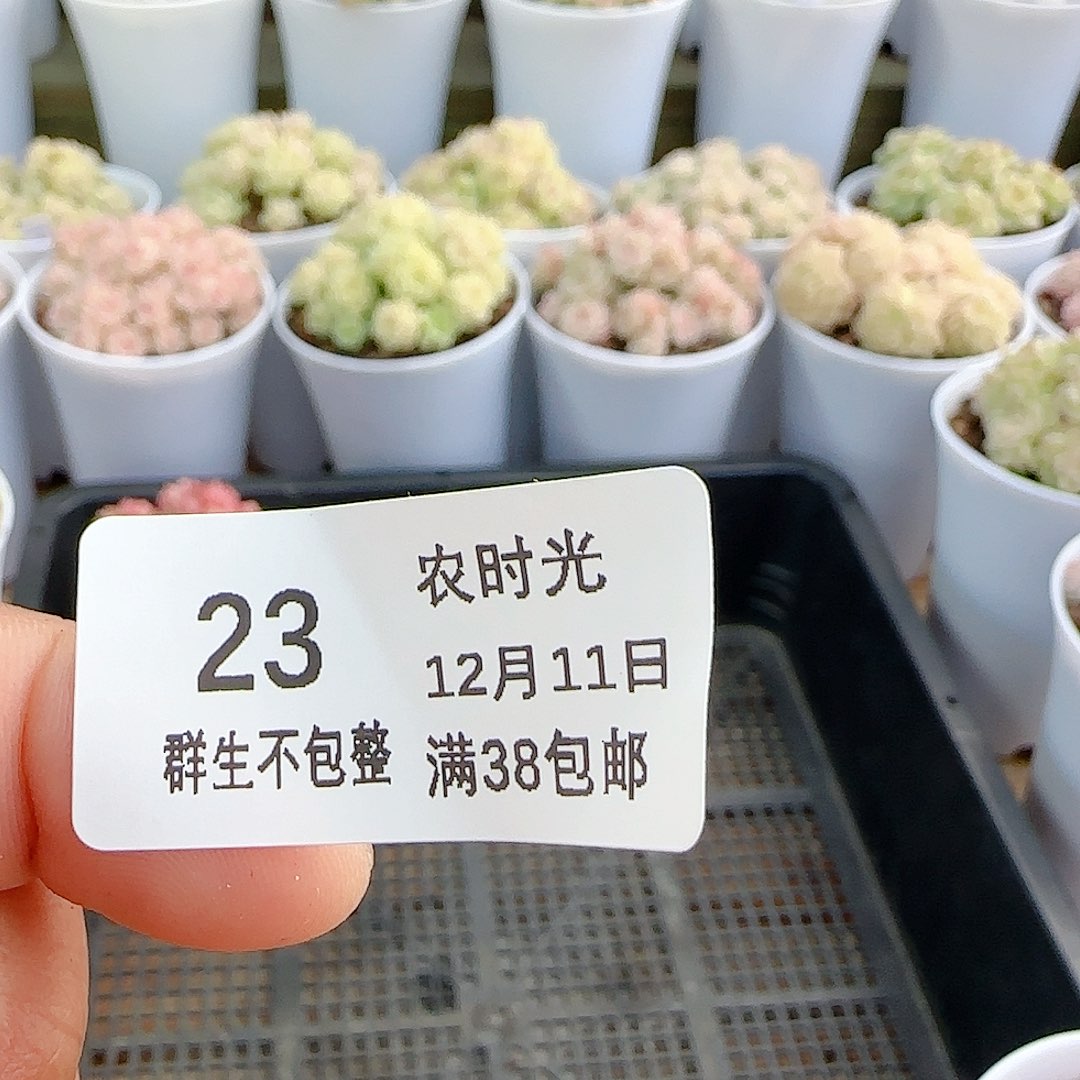 23
群生不包整
农时光
12月11日
满38包邮